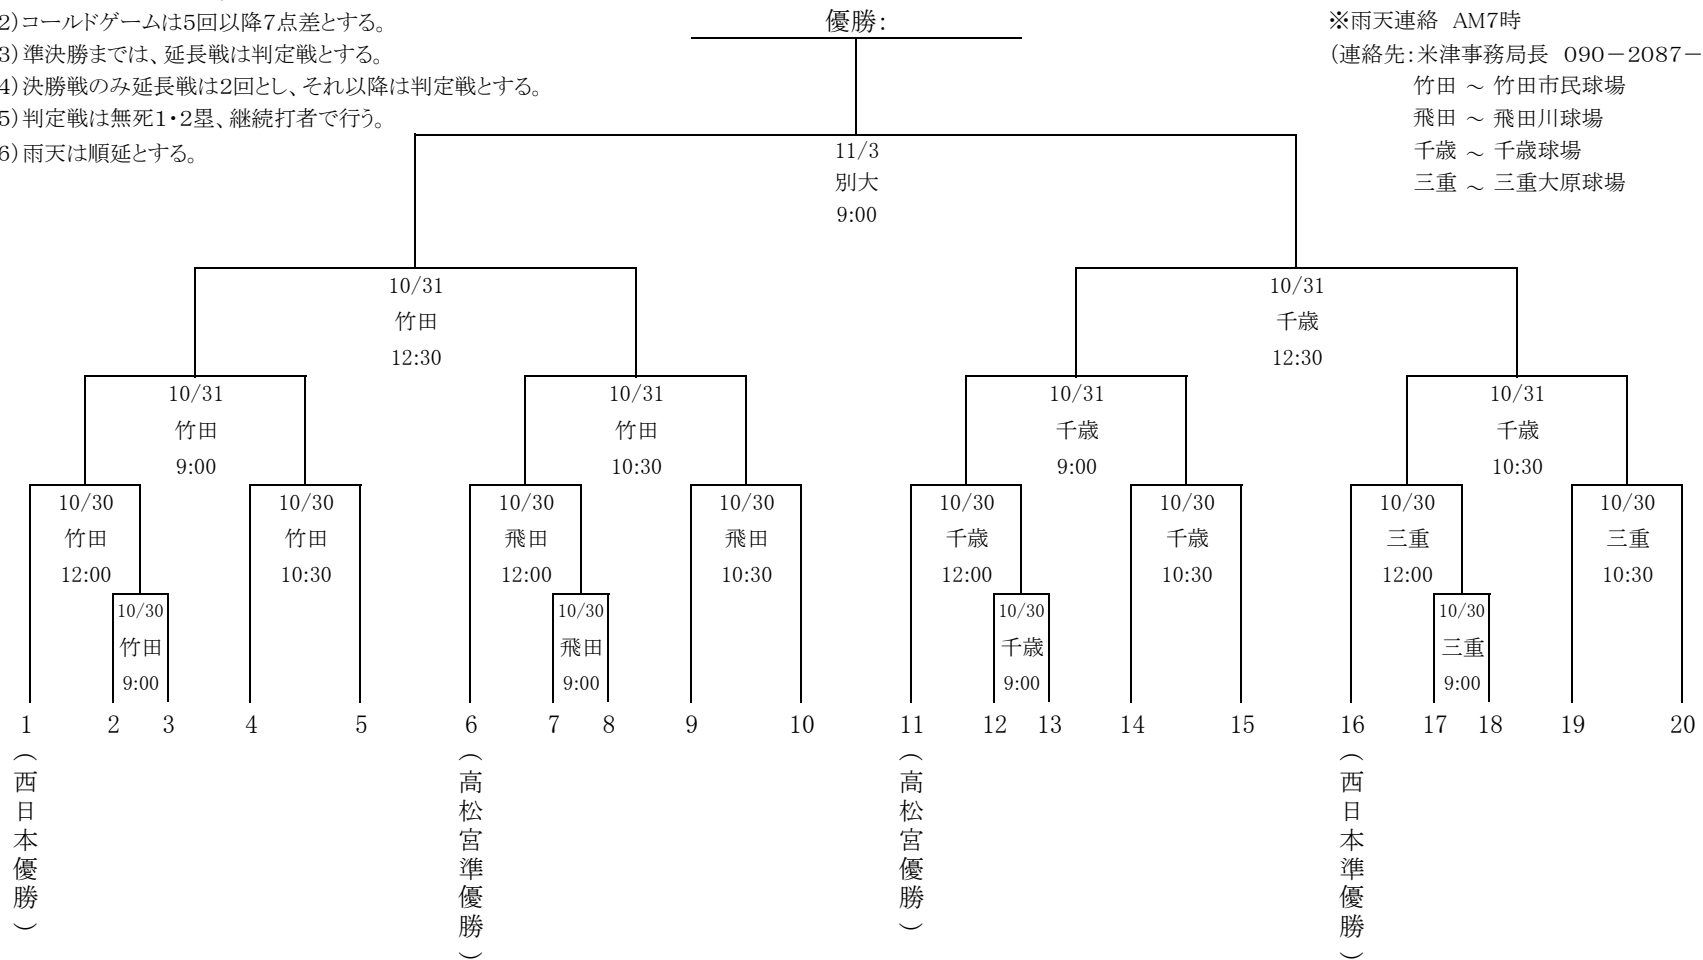 2）コールドゲームは5回以降7点差とする。
3）準決勝までは、延長戦は判定戦とする。
4）決勝戦のみ延長戦は2回とし、それ以降は判定戦とする。
5）判定戦は無死1・2塁、継続打者で行う。
6）雨天は順延とする。
優勝：
※雨天連絡 AM7時
（連絡先：米津事務局長 090－2087－
竹田 ～ 竹田市民球場
飛田 ～ 飛田川球場
千歳 ～ 千歳球場
三重 ～ 三重大原球場
11/3
別大
9:00
10/31
竹田
12:30
10/31
千歳
12:30
10/31
竹田
9:00
10/31
竹田
10:30
10/31
千歳
9:00
10/31
千歳
10:30
10/30
竹田
12:00
10/30
竹田
10:30
10/30
飛田
12:00
10/30
飛田
10:30
10/30
千歳
12:00
10/30
千歳
10:30
10/30
三重
12:00
10/30
三重
10:30
10/30
竹田
9:00
10/30
飛田
9:00
10/30
千歳
9:00
10/30
三重
9:00
1 2 3 4 5 6 7 8 9 10 11 12 13 14 15 16 17 18 19 20
（西日本優勝）
（高松宮準優勝）
（高松宮優勝）
（西日本準優勝）